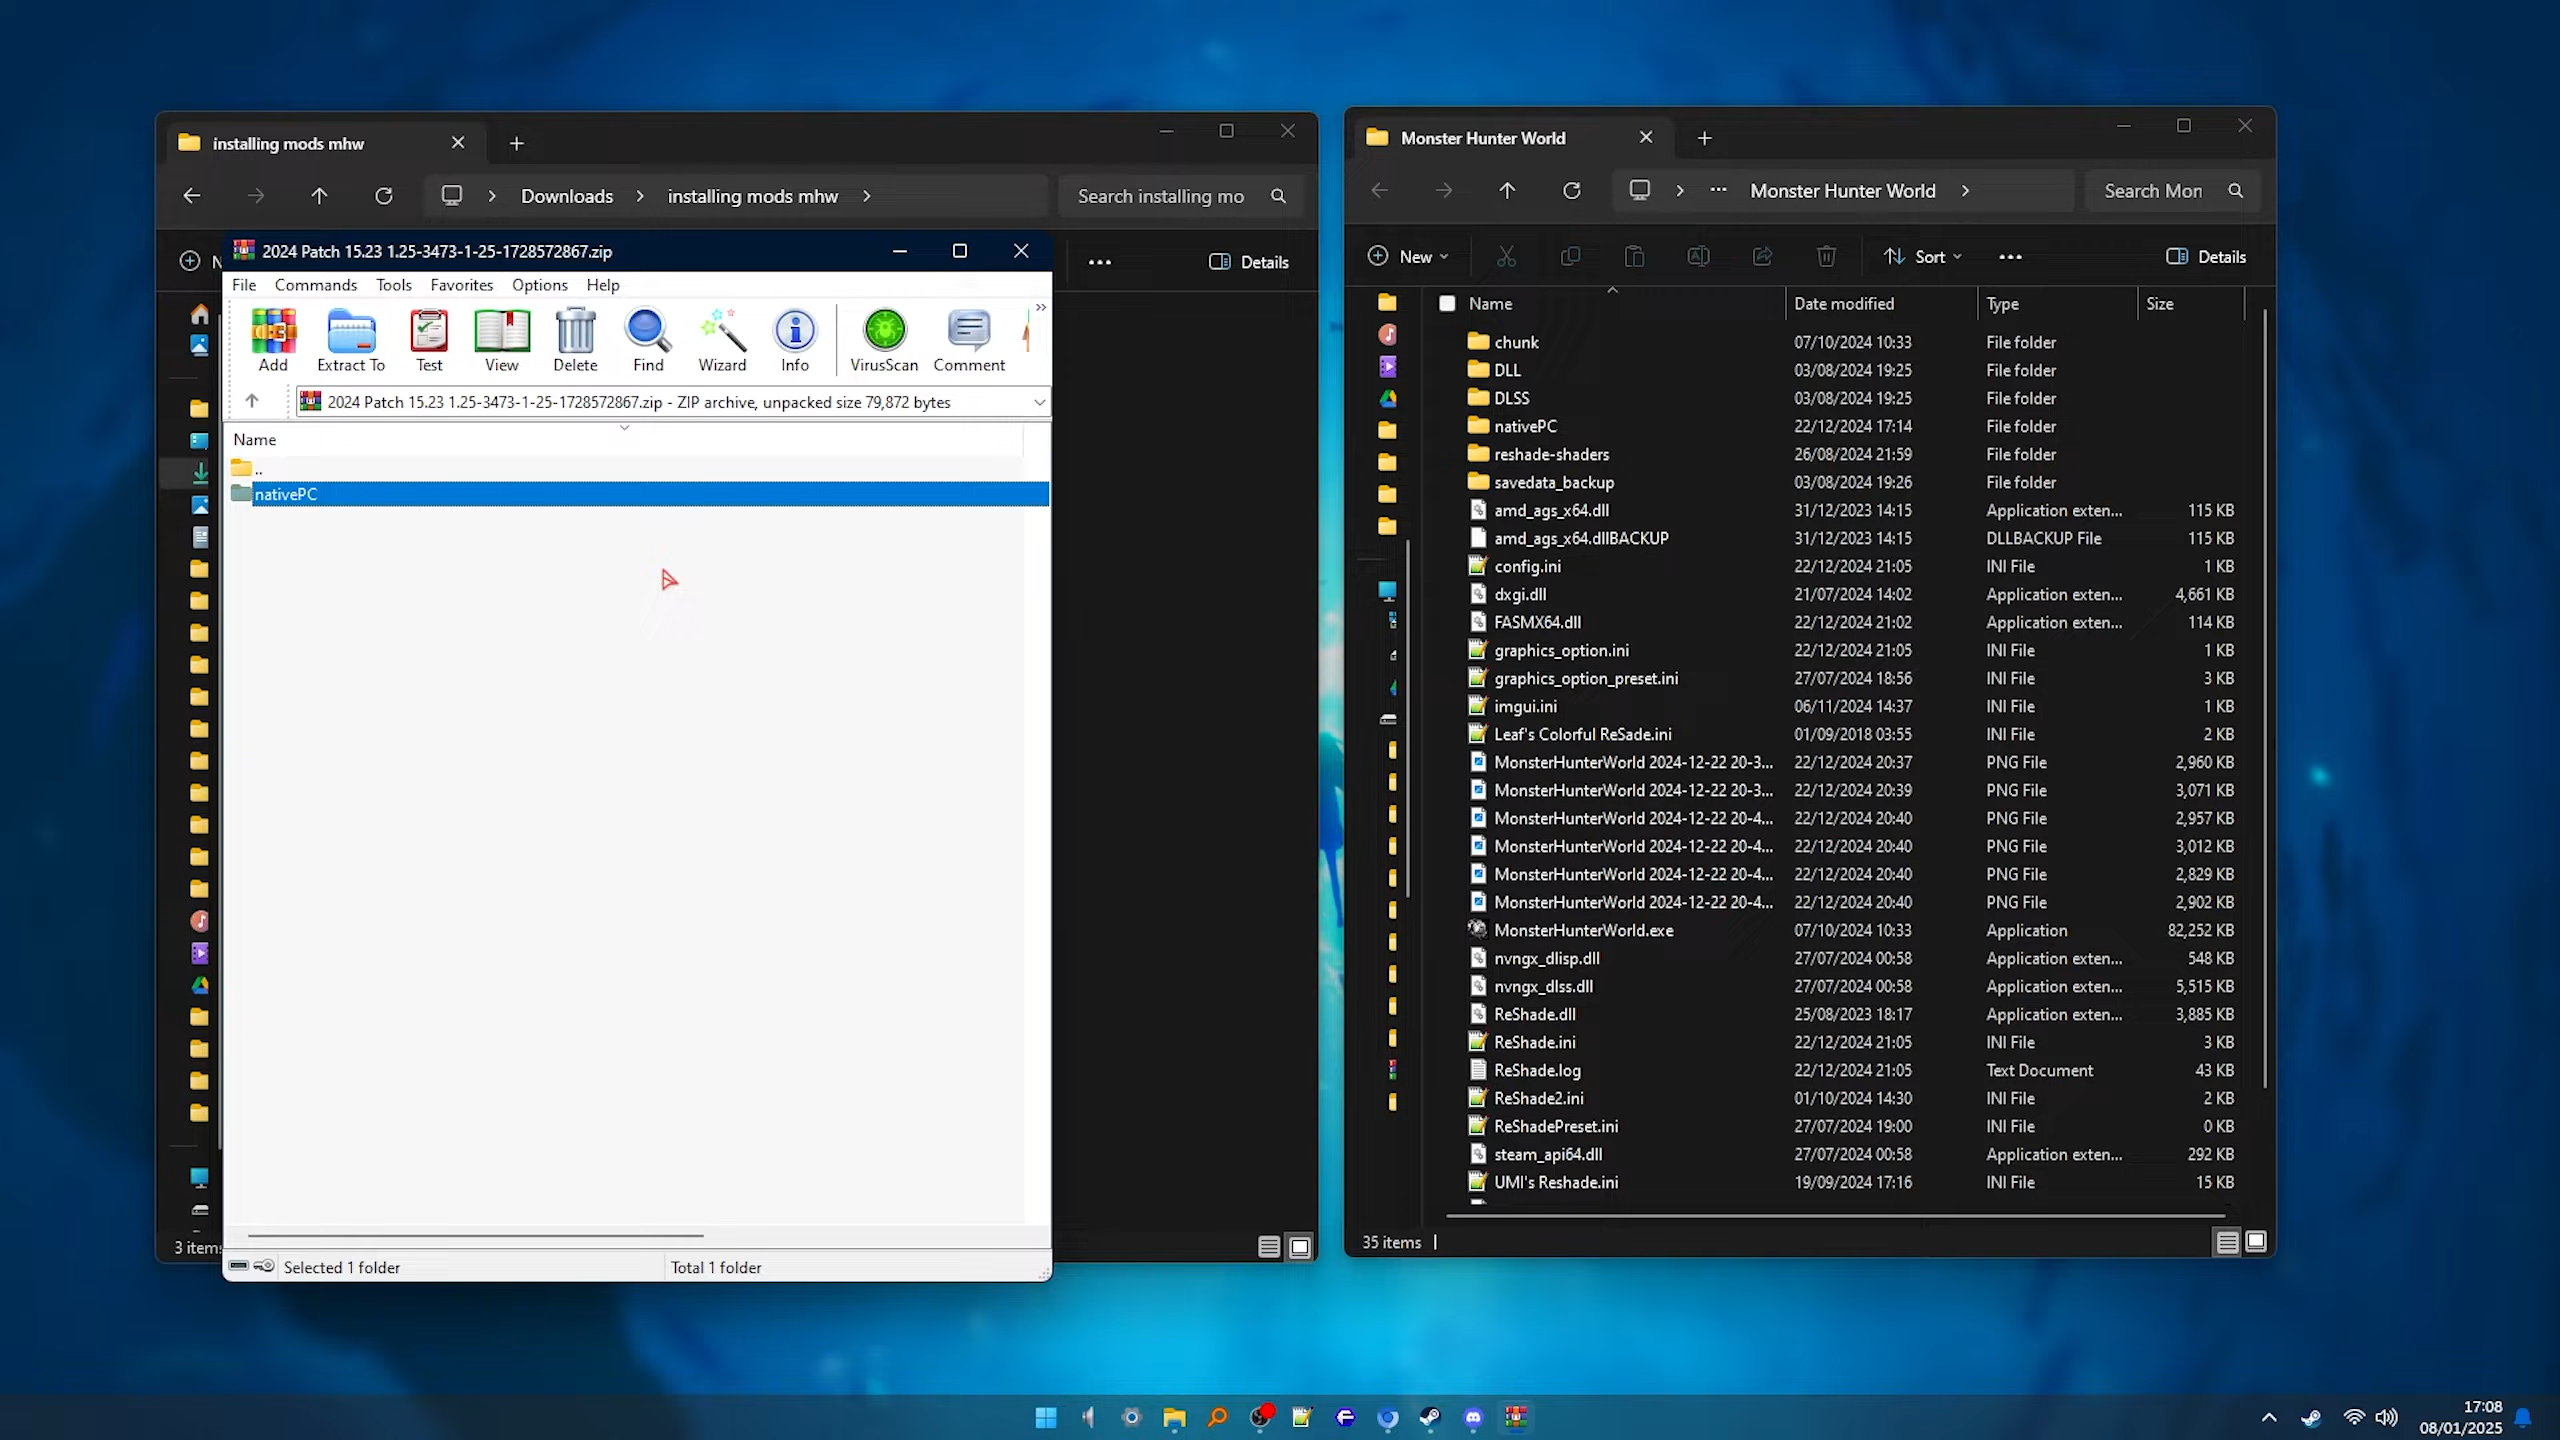 installing mods mhw
Downloads
installing mods mhw
Search installing mo
Details
2024 Patch 15.23 1.25-3473-1-25-1728572867.zip
File Commands Tools Favorites Options Help
Add Extract To Test View Delete Find Wizard Info VirusScan Comment
2024 Patch 15.23 1.25-3473-1-25-1728572867.zip - ZIP archive, unpacked size 79,872 bytes
Name
..
nativePC
3 items
Selected 1 folder Total 1 folder
Monster Hunter World
Monster Hunter World
Search Mon
New Sort Details
Name Date modified Type Size
chunk 07/10/2024 10:33 File folder
DLL 03/08/2024 19:25 File folder
DLSS 03/08/2024 19:25 File folder
nativePC 22/12/2024 17:14 File folder
reshade-shaders 26/08/2024 21:59 File folder
savedata_backup 03/08/2024 19:26 File folder
amd_ags_x64.dll 31/12/2023 14:15 Application exten... 115 KB
amd_ags_x64.dllBACKUP 31/12/2023 14:15 DLLBACKUP File 115 KB
config.ini 22/12/2024 21:05 INI File 1 KB
dxgi.dll 21/07/2024 14:02 Application exten... 4,661 KB
FASMX64.dll 22/12/2024 21:02 Application exten... 114 KB
graphics_option.ini 22/12/2024 21:05 INI File 1 KB
graphics_option_preset.ini 27/07/2024 18:56 INI File 3 KB
imgui.ini 06/11/2024 14:37 INI File 1 KB
Leaf's Colorful ReSade.ini 01/09/2018 03:55 INI File 2 KB
MonsterHunterWorld 2024-12-22 20-3... 22/12/2024 20:37 PNG File 2,960 KB
MonsterHunterWorld 2024-12-22 20-3... 22/12/2024 20:39 PNG File 3,071 KB
MonsterHunterWorld 2024-12-22 20-4... 22/12/2024 20:40 PNG File 2,957 KB
MonsterHunterWorld 2024-12-22 20-4... 22/12/2024 20:40 PNG File 3,012 KB
MonsterHunterWorld 2024-12-22 20-4... 22/12/2024 20:40 PNG File 2,829 KB
MonsterHunterWorld 2024-12-22 20-4... 22/12/2024 20:40 PNG File 2,902 KB
MonsterHunterWorld.exe 07/10/2024 10:33 Application 82,252 KB
nvngx_dlisp.dll 27/07/2024 00:58 Application exten... 548 KB
nvngx_dlss.dll 27/07/2024 00:58 Application exten... 5,515 KB
ReShade.dll 25/08/2023 18:17 Application exten... 3,885 KB
ReShade.ini 22/12/2024 21:05 INI File 3 KB
ReShade.log 22/12/2024 21:05 Text Document 43 KB
ReShade2.ini 01/10/2024 14:30 INI File 2 KB
ReShadePreset.ini 27/07/2024 19:00 INI File 0 KB
steam_api64.dll 27/07/2024 00:58 Application exten... 292 KB
UMI's Reshade.ini 19/09/2024 17:16 INI File 15 KB
35 items
17:08
08/01/2025